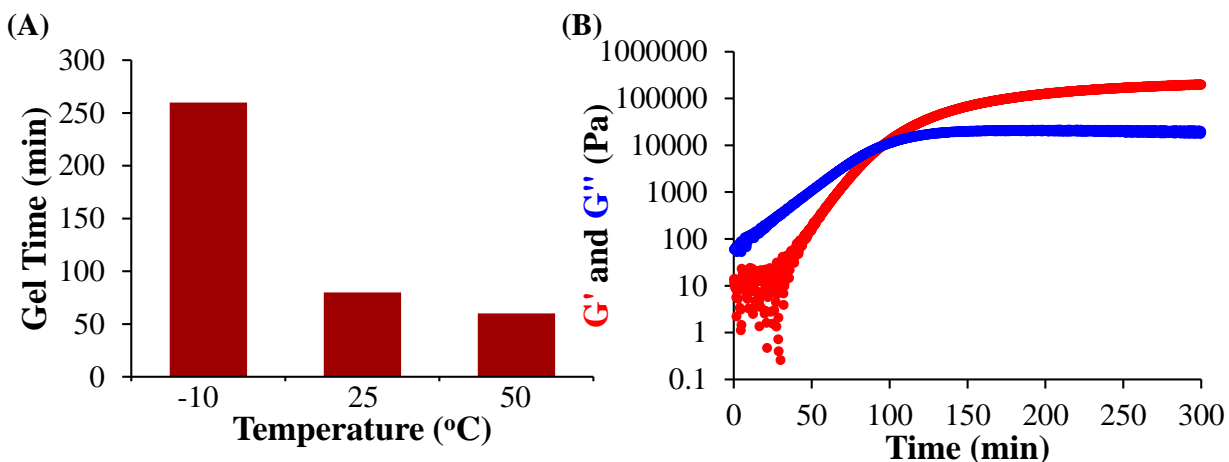 (A)
Gel Time (min)
300
250
200
150
100
50
0
-10 25 50
Temperature (oC)
(B)
G' and G'' (Pa)
1000000
100000
10000
1000
100
10
1
0.1
0 50 100 150 200 250 300
Time (min)